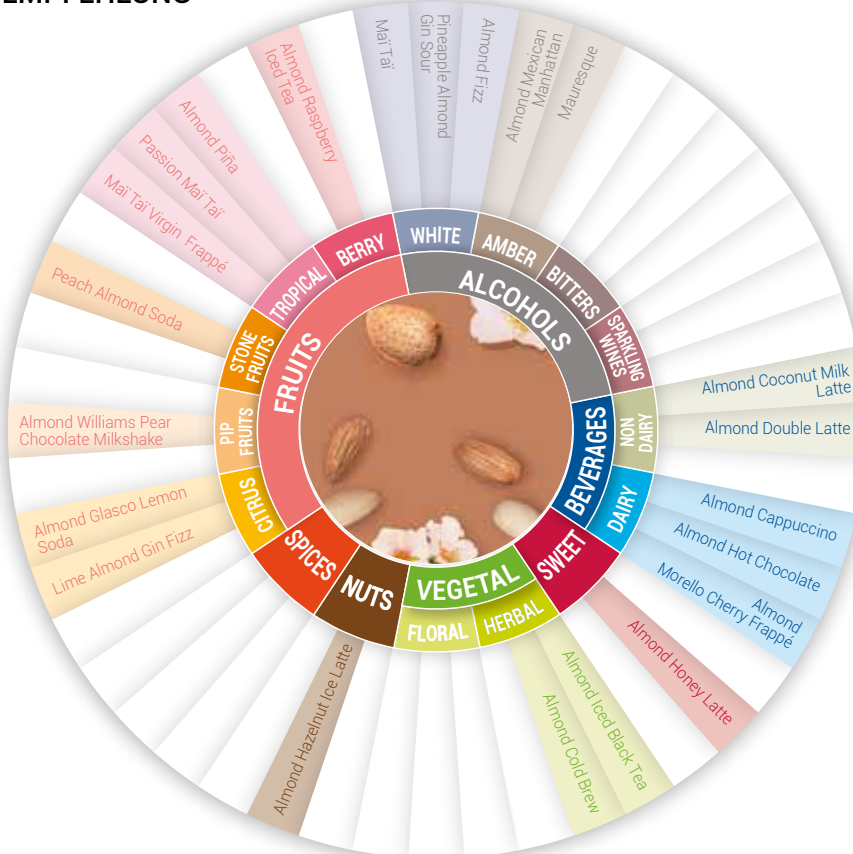 Maï Taï
Pineapple Almond
Gin Sour
Almond Fizz
Almond Mexican
Manhattan
Mauresque
Almond Coconut Milk
Latte
Almond Double Latte
Almond Cappuccino
Almond Hot Chocolate
Almond
Morello Cherry Frappé
Almond Honey Latte
Almond Iced Black Tea
Almond Cold Brew
Almond Hazelnut Ice Latte
Lime Almond Gin Fizz
Almond Glasco Lemon
Soda
Almond Williams Pear
Chocolate Milkshake
Peach Almond Soda
Maï Taï Virgin Frappé
Passion Maï Taï
Almond Piña
Almond Raspberry
Iced Tea
WHITE
AMBER
BITTERS
SPARKLING
WINES
NON
DAIRY
DAIRY
SWEET
HERBAL
FLORAL
NUTS
SPICES
CITRUS
PIP
FRUITS
STONE
FRUITS
TROPICAL
BERRY
ALCOHOLS
BEVERAGES
VEGETAL
FRUITS